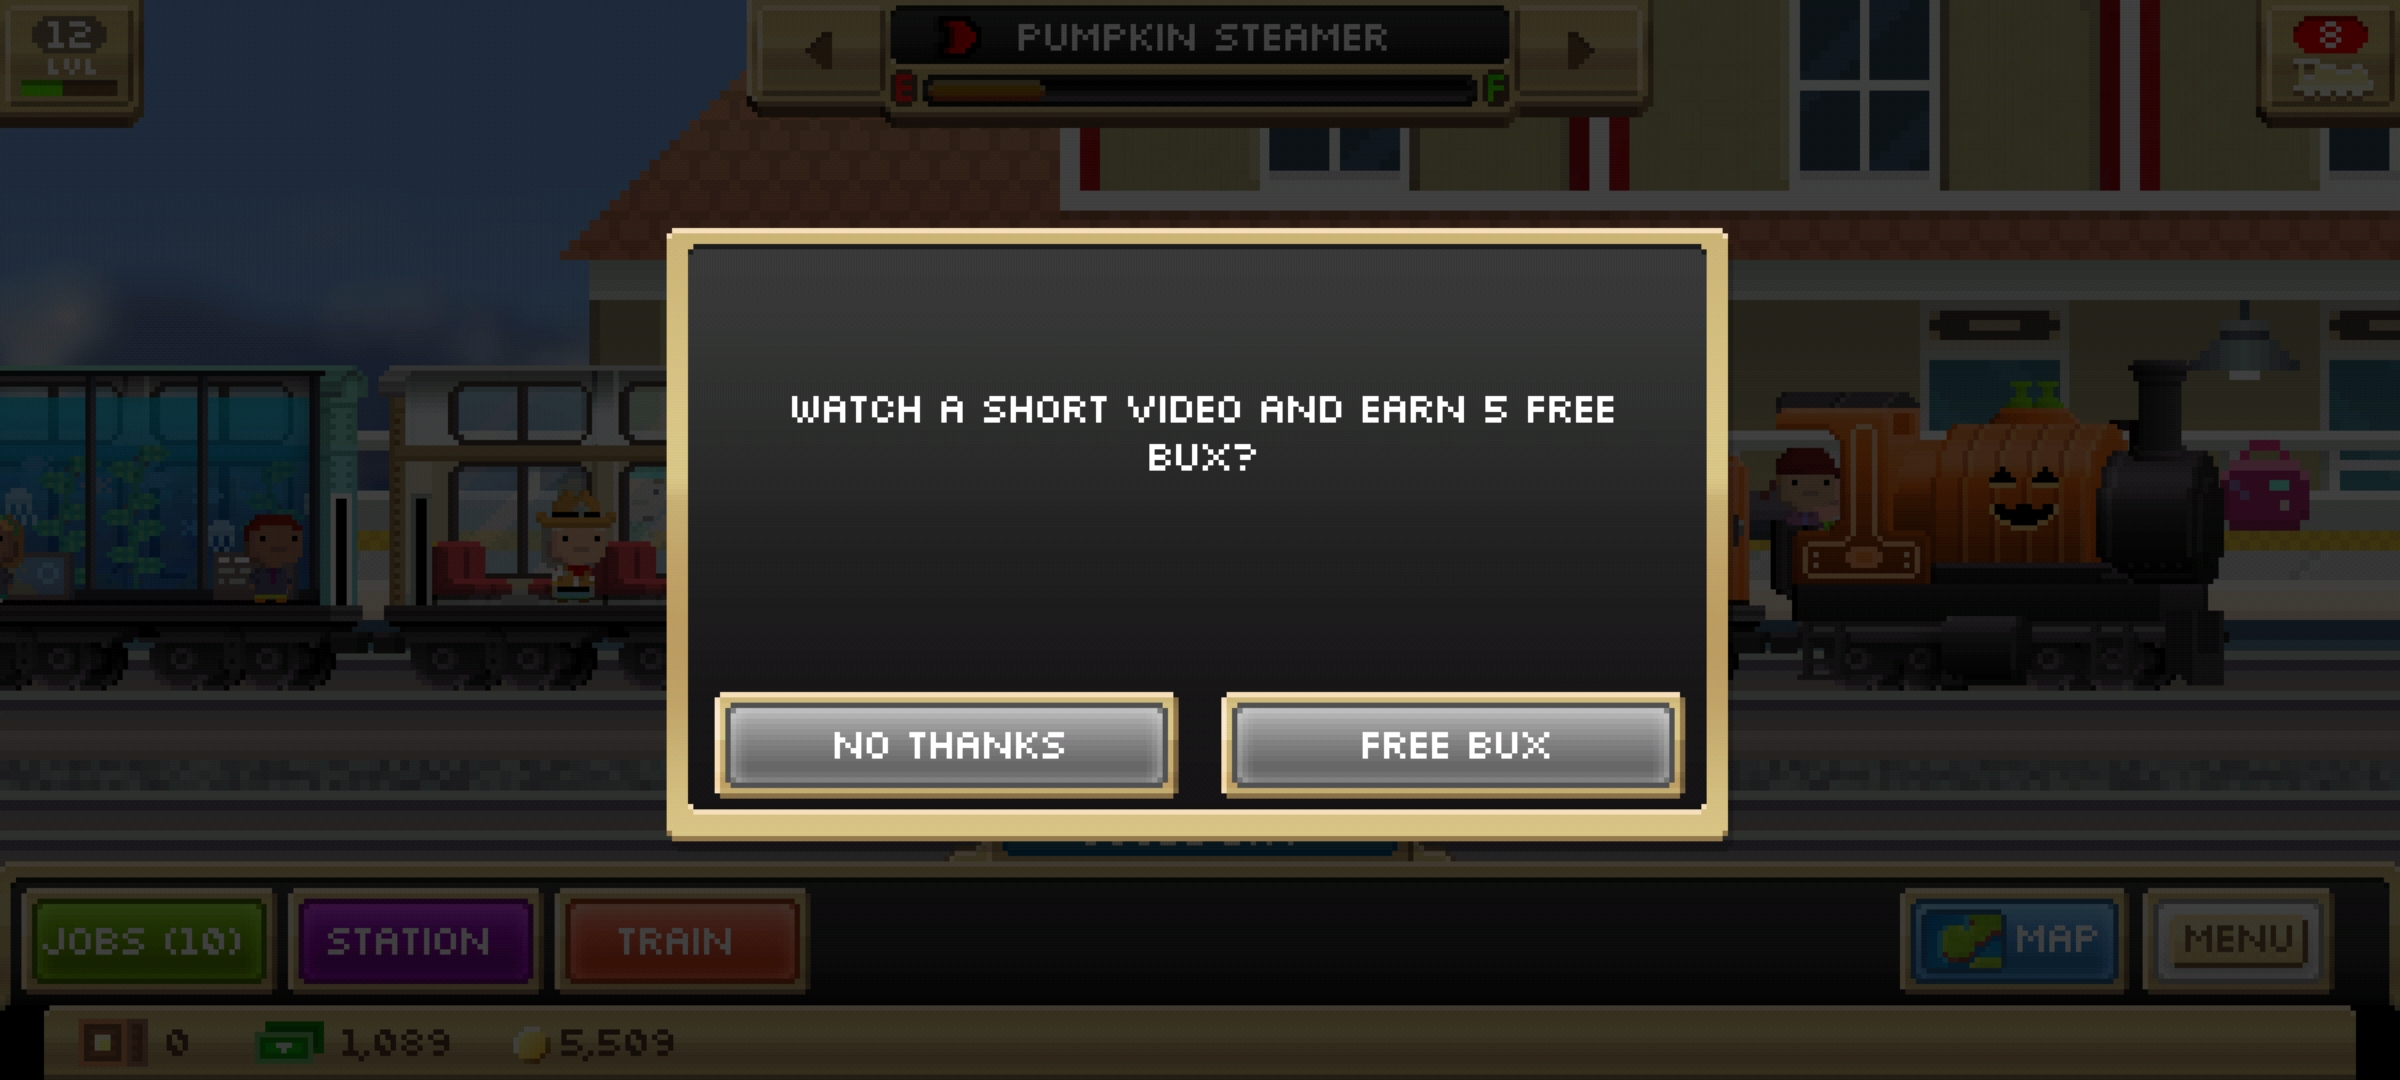 12
LVL
PUMPKIN STEAMER
E
F
8
WATCH A SHORT VIDEO AND EARN 5 FREE
BUX?
NO THANKS
FREE BUX
JOBS (10)
STATION
TRAIN
MAP
MENU
0
1,089
5,509